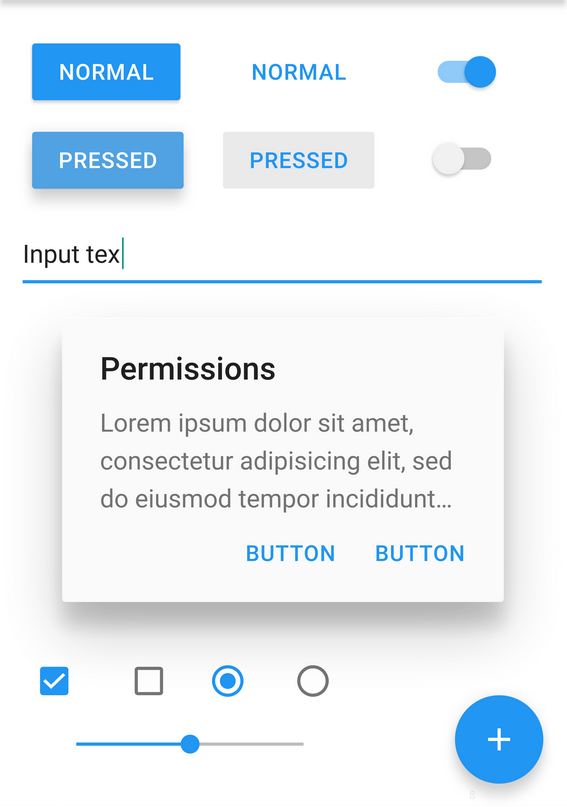 NORMAL NORMAL
PRESSED PRESSED
Input tex
Permissions
Lorem ipsum dolor sit amet,
consectetur adipisicing elit, sed
do eiusmod tempor incididunt…
BUTTON BUTTON